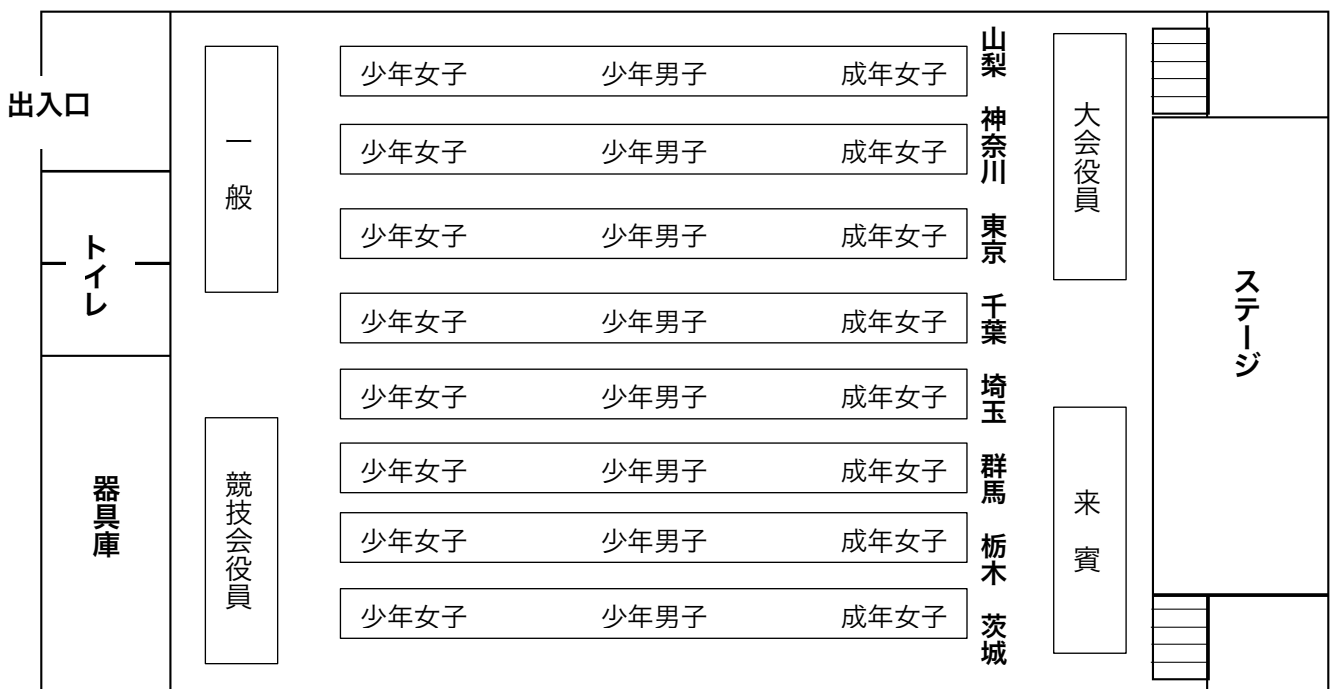 出入口
トイレ
器具庫
一般
競技会役員
少年女子 少年男子 成年女子 山梨
少年女子 少年男子 成年女子 神奈川
少年女子 少年男子 成年女子 東京
少年女子 少年男子 成年女子 千葉
少年女子 少年男子 成年女子 埼玉
少年女子 少年男子 成年女子 群馬
少年女子 少年男子 成年女子 栃木
少年女子 少年男子 成年女子 茨城
大会役員
来賓
ステージ